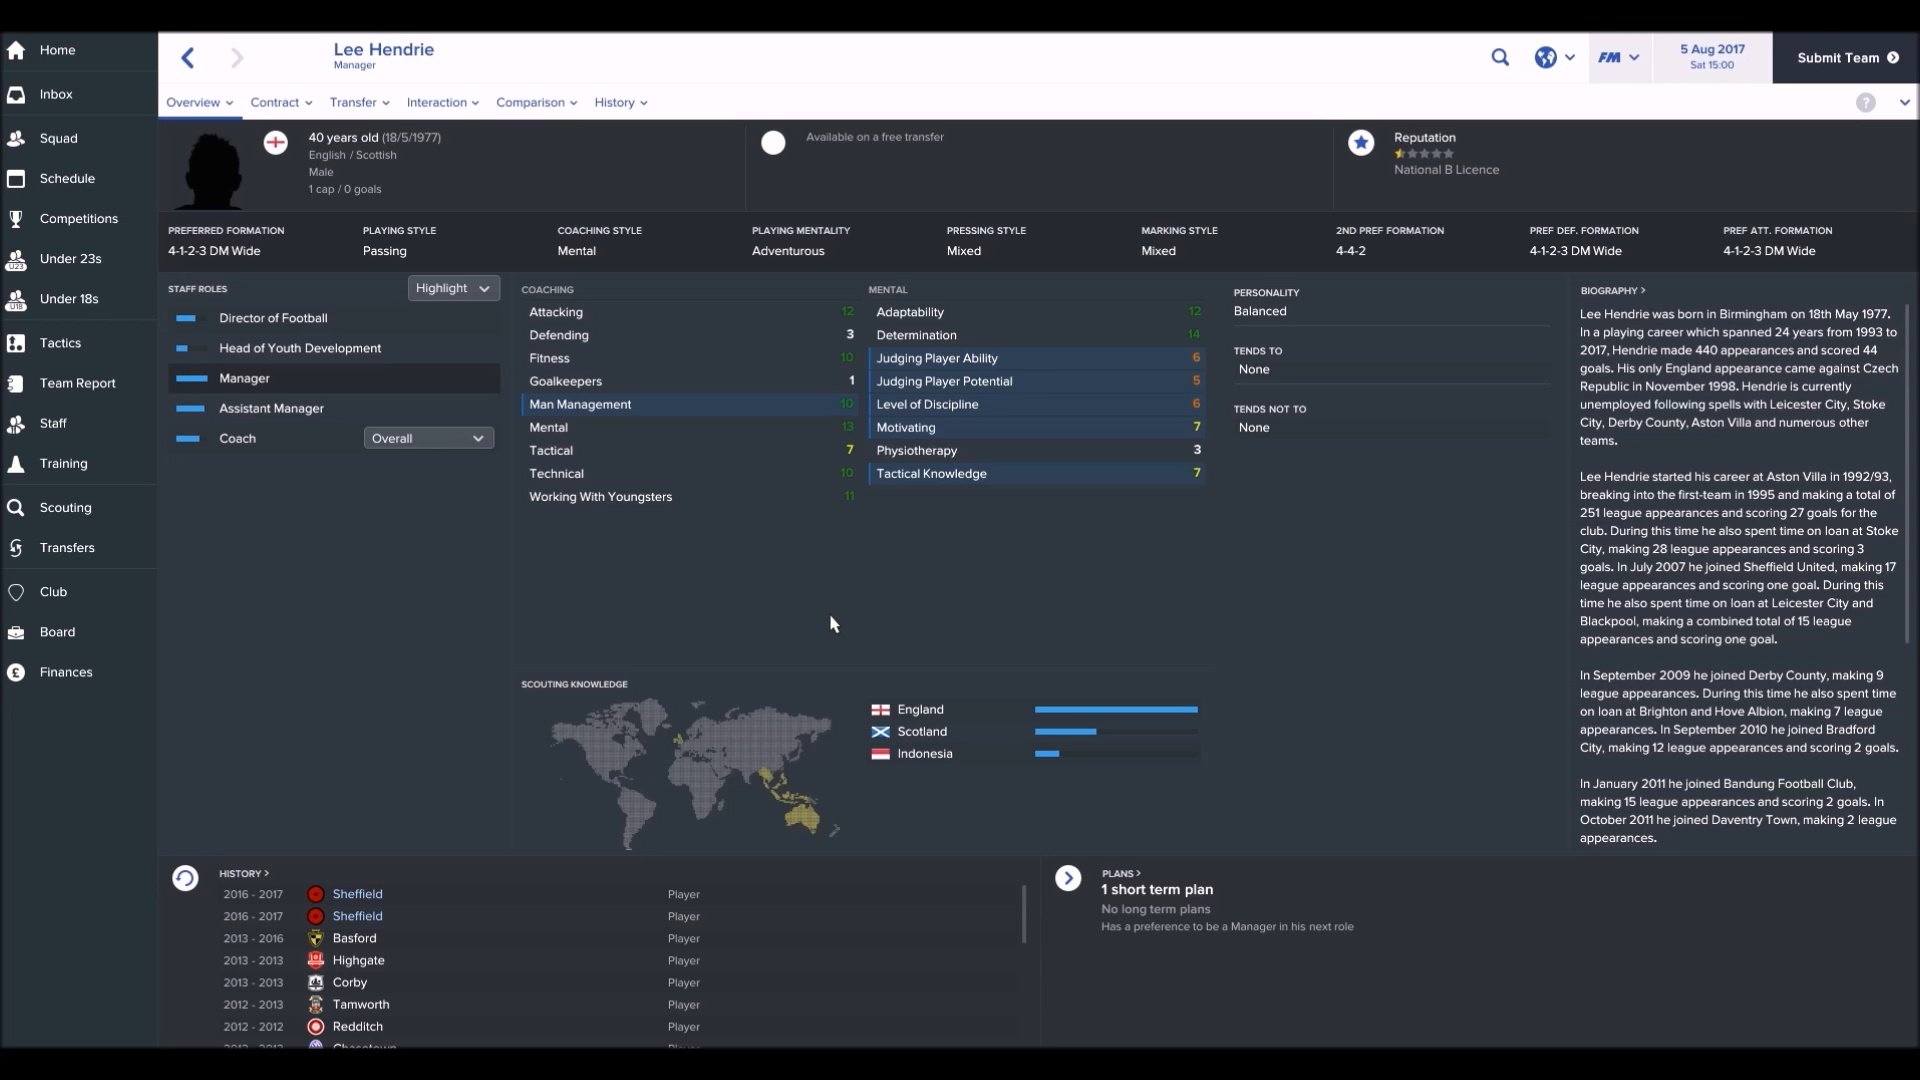 Home
Inbox
Squad
Schedule
Competitions
U23
Under 23s
U18
Under 18s
Tactics
Team Report
Staff
Training
Scouting
Transfers
Club
Board
£
Finances
Lee Hendrie
Manager
FM
5 Aug 2017
Sat 15:00
Submit Team
Overview
Contract
Transfer
Interaction
Comparison
History
?
40 years old (18/5/1977)
English / Scottish
Male
1 cap / 0 goals
Available on a free transfer
Reputation
National B Licence
PREFERRED FORMATION
4-1-2-3 DM Wide
PLAYING STYLE
Passing
COACHING STYLE
Mental
PLAYING MENTALITY
Adventurous
PRESSING STYLE
Mixed
MARKING STYLE
Mixed
2ND PREF FORMATION
4-4-2
PREF DEF. FORMATION
4-1-2-3 DM Wide
PREF ATT. FORMATION
4-1-2-3 DM Wide
STAFF ROLES
Highlight
Director of Football
Head of Youth Development
Manager
Assistant Manager
Coach Overall
COACHING
Attacking 12
Defending 3
Fitness 10
Goalkeepers 1
Man Management 10
Mental 13
Tactical 7
Technical 10
Working With Youngsters 11
MENTAL
Adaptability 12
Determination 14
Judging Player Ability 6
Judging Player Potential 5
Level of Discipline 6
Motivating 7
Physiotherapy 3
Tactical Knowledge 7
PERSONALITY
Balanced
TENDS TO
None
TENDS NOT TO
None
BIOGRAPHY >
Lee Hendrie was born in Birmingham on 18th May 1977.
In a playing career which spanned 24 years from 1993 to
2017, Hendrie made 440 appearances and scored 44
goals. His only England appearance came against Czech
Republic in November 1998. Hendrie is currently
unemployed following spells with Leicester City, Stoke
City, Derby County, Aston Villa and numerous other
teams.
Lee Hendrie started his career at Aston Villa in 1992/93,
breaking into the first-team in 1995 and making a total of
251 league appearances and scoring 27 goals for the
club. During this time he also spent time on loan at Stoke
City, making 28 league appearances and scoring 3
goals. In July 2007 he joined Sheffield United, making 17
league appearances and scoring one goal. During this
time he also spent time on loan at Leicester City and
Blackpool, making a combined total of 15 league
appearances and scoring one goal.
In September 2009 he joined Derby County, making 9
league appearances. During this time he also spent time
on loan at Brighton and Hove Albion, making 7 league
appearances. In September 2010 he joined Bradford
City, making 12 league appearances and scoring 2 goals.
In January 2011 he joined Bandung Football Club,
making 15 league appearances and scoring 2 goals. In
October 2011 he joined Daventry Town, making 2 league
appearances.
SCOUTING KNOWLEDGE
England
Scotland
Indonesia
HISTORY >
2016 - 2017 Sheffield Player
2016 - 2017 Sheffield Player
2013 - 2016 Basford Player
2013 - 2013 Highgate Player
2013 - 2013 Corby Player
2012 - 2013 Tamworth Player
2012 - 2012 Redditch Player
PLANS >
1 short term plan
No long term plans
Has a preference to be a Manager in his next role